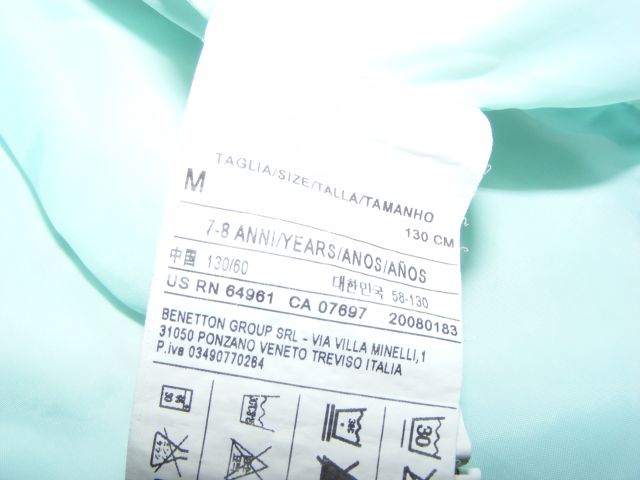 TAGLIA/SIZE/TALLA/TAMANHO
M 130 CM
7-8 ANNI/YEARS/ANOS/AÑOS
中国 130/60 대한민국 58-130
US RN 64961 CA 07697 20080183
BENETTON GROUP SRL - VIA VILLA MINELLI,1
31050 PONZANO VENETO TREVISO ITALIA
P.iva 03490770264
30